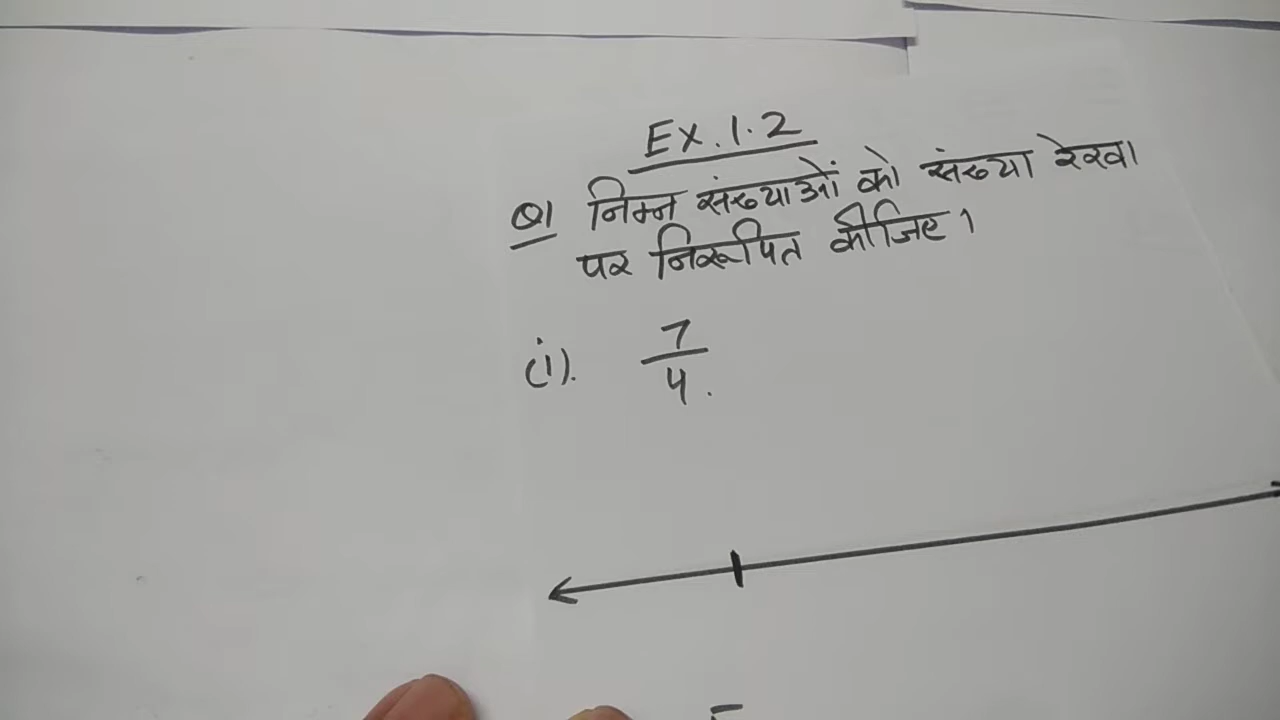 Ex. 1.2
Q1 निम्न संख्याओं को संख्या रेखा
पर निरूपित कीजिए।
(i). 7/4.